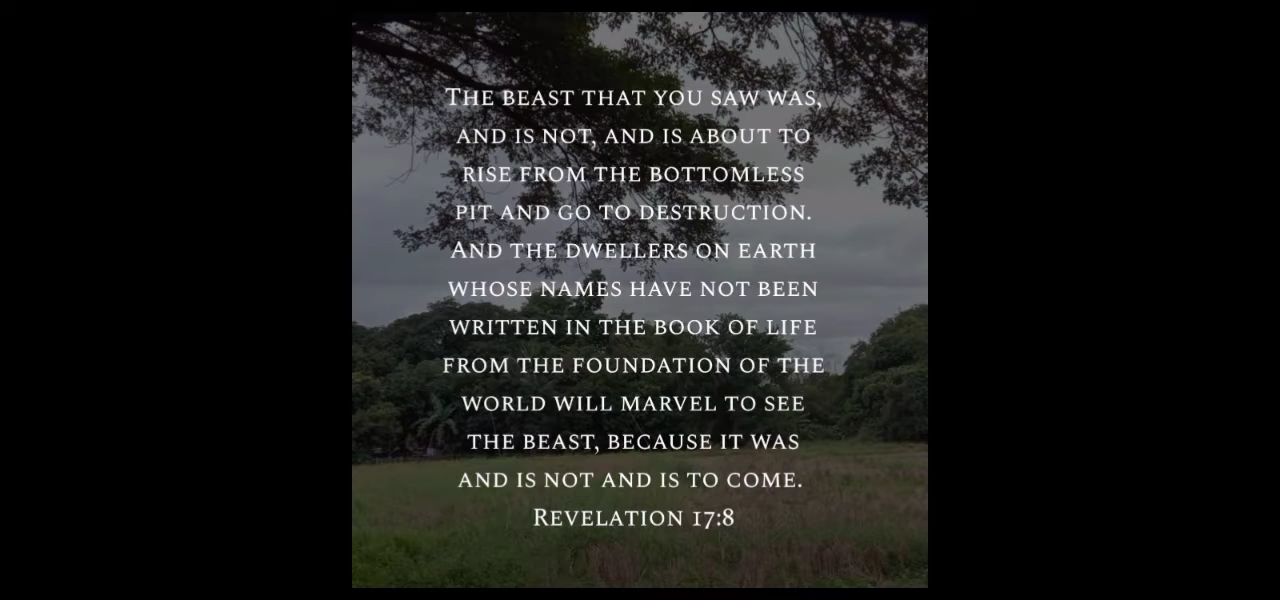 The beast that you saw was,
and is not, and is about to
rise from the bottomless
pit and go to destruction.
And the dwellers on earth
whose names have not been
written in the book of life
from the foundation of the
world will marvel to see
the beast, because it was
and is not and is to come.
Revelation 17:8